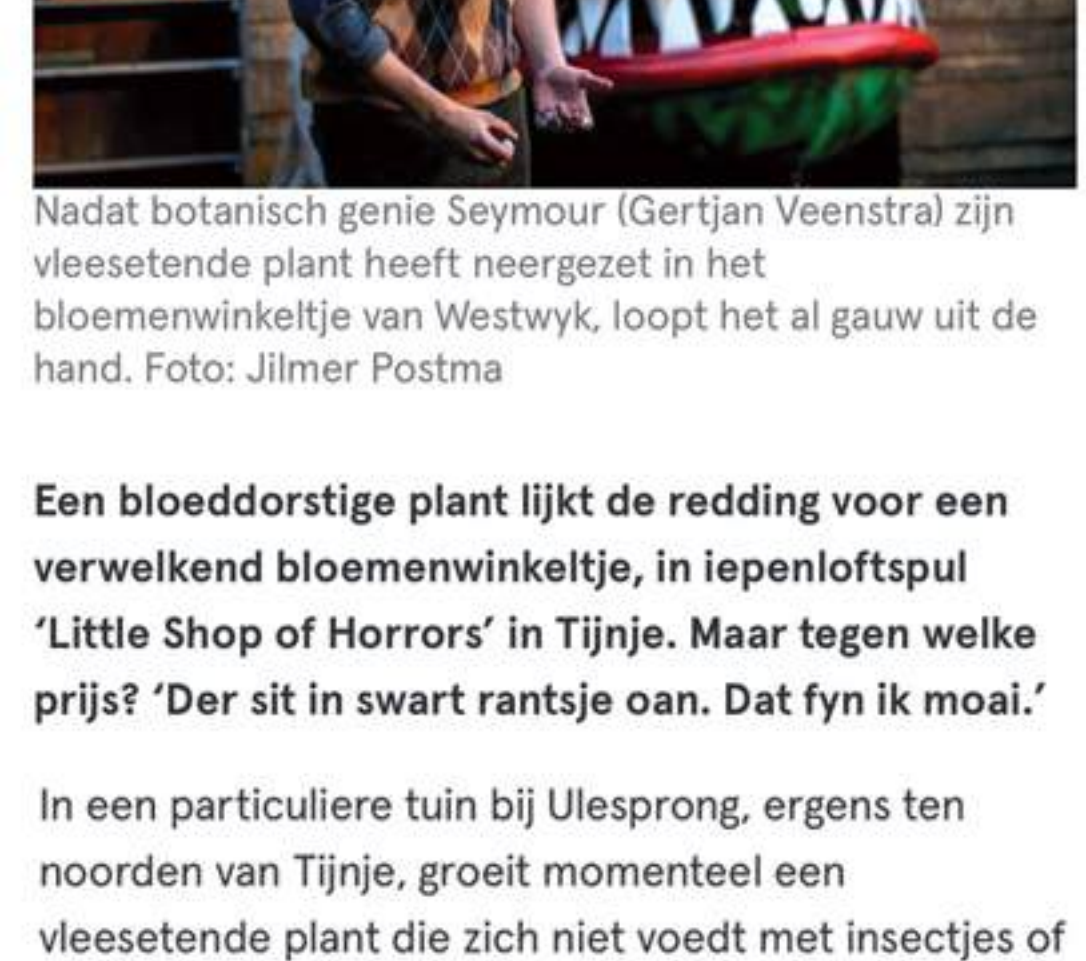 Nadat botanisch genie Seymour (Gertjan Veenstra) zijn
vleesetende plant heeft neergezet in het
bloemenwinkeltje van Westwyk, loopt het al gauw uit de
hand. Foto: Jilmer Postma
Een bloeddorstige plant lijkt de redding voor een
verwelkend bloemenwinkeltje, in iepenloftspul
‘Little Shop of Horrors’ in Tijnje. Maar tegen welke
prijs? ‘Der sit in swart rantsje oan. Dat fyn ik moai.’
In een particuliere tuin bij Ulesprong, ergens ten
noorden van Tijnje, groeit momenteel een
vleesetende plant die zich niet voedt met insectjes of